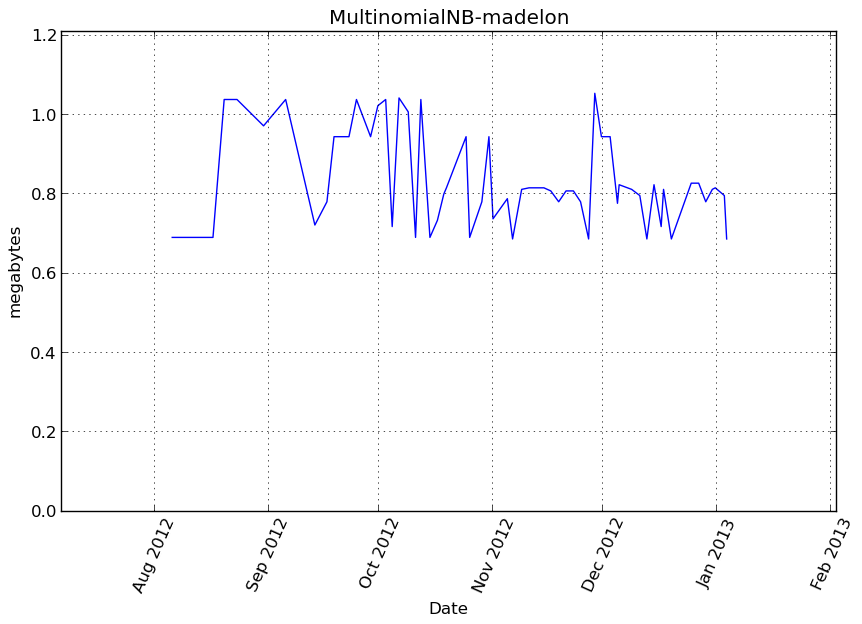 MultinomialNB-madelon
1.2
1.0
0.8
0.6
0.4
0.2
0.0
megabytes
Aug 2012
Sep 2012
Oct 2012
Nov 2012
Dec 2012
Jan 2013
Feb 2013
Date